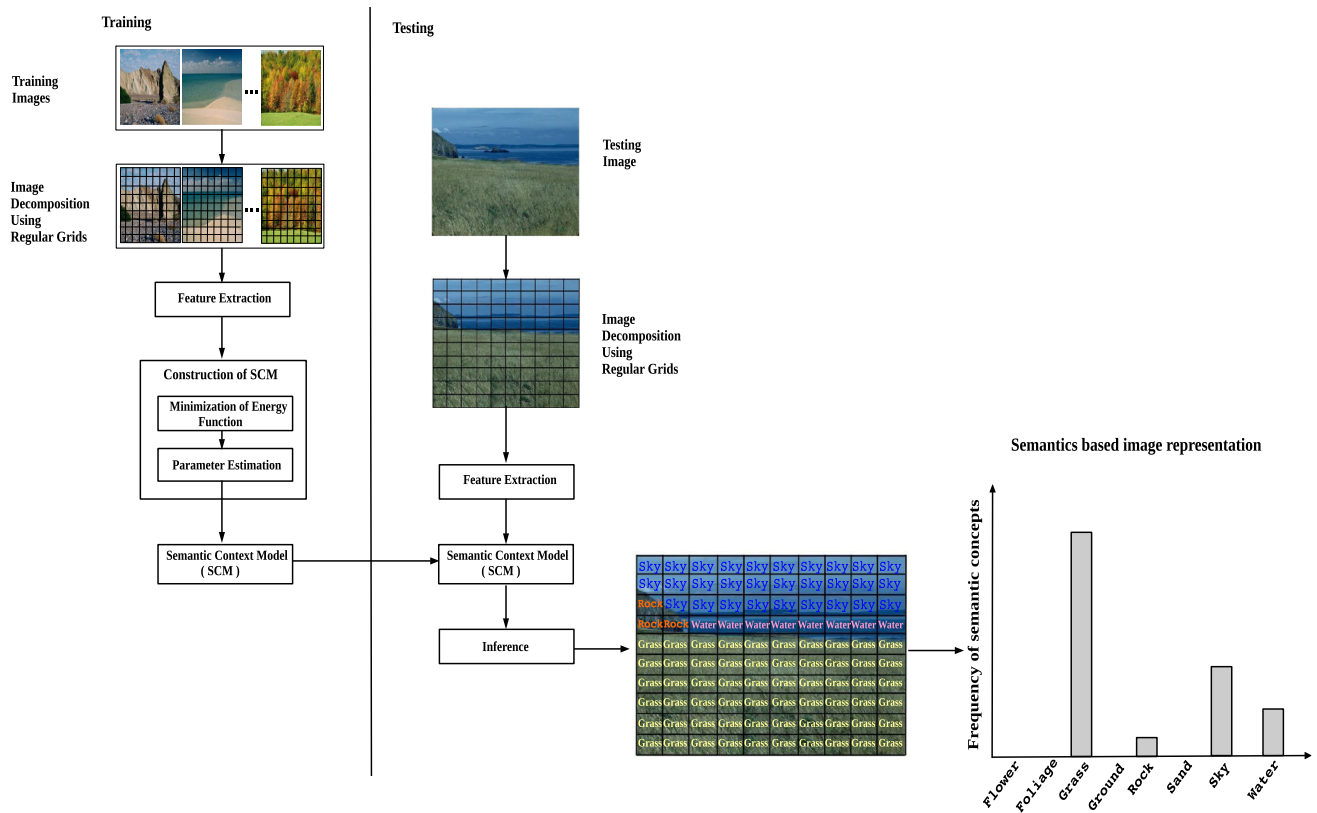 Training
Training
Images
Image
Decomposition
Using
Regular Grids
Feature Extraction
Construction of SCM
Minimization of Energy
Function
Parameter Estimation
Semantic Context Model
( SCM )
Testing
Testing
Image
Image
Decomposition
Using
Regular Grids
Feature Extraction
Semantic Context Model
( SCM )
Inference
Sky Sky Sky Sky Sky Sky Sky Sky Sky Sky
Sky Sky Sky Sky Sky Sky Sky Sky Sky Sky
Rock Sky Sky Sky Sky Sky Sky Sky Sky Sky
Rock Rock Water Water Water Water Water Water Water Water
Grass Grass Grass Grass Grass Grass Grass Grass Grass Grass
Grass Grass Grass Grass Grass Grass Grass Grass Grass Grass
Grass Grass Grass Grass Grass Grass Grass Grass Grass Grass
Grass Grass Grass Grass Grass Grass Grass Grass Grass Grass
Grass Grass Grass Grass Grass Grass Grass Grass Grass Grass
Grass Grass Grass Grass Grass Grass Grass Grass Grass Grass
Semantics based image representation
Frequency of semantic concepts
Flower
Foliage
Grass
Ground
Rock
Sand
Sky
Water